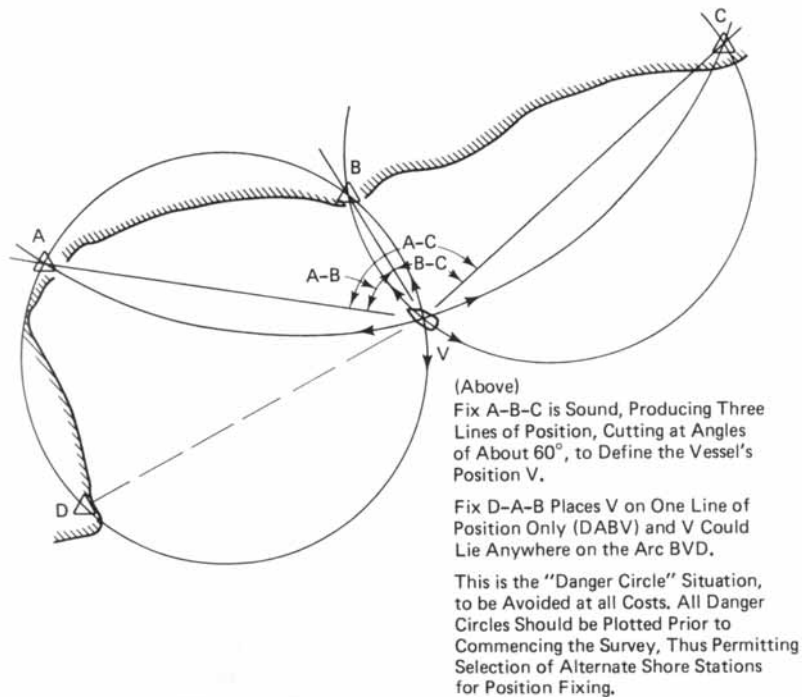 C
B
A
A–C
B–C
A–B
V
D
(Above)
Fix A–B–C is Sound, Producing Three
Lines of Position, Cutting at Angles
of About 60°, to Define the Vessel's
Position V.
Fix D–A–B Places V on One Line of
Position Only (DABV) and V Could
Lie Anywhere on the Arc BVD.
This is the "Danger Circle" Situation,
to be Avoided at all Costs. All Danger
Circles Should be Plotted Prior to
Commencing the Survey, Thus Permitting
Selection of Alternate Shore Stations
for Position Fixing.